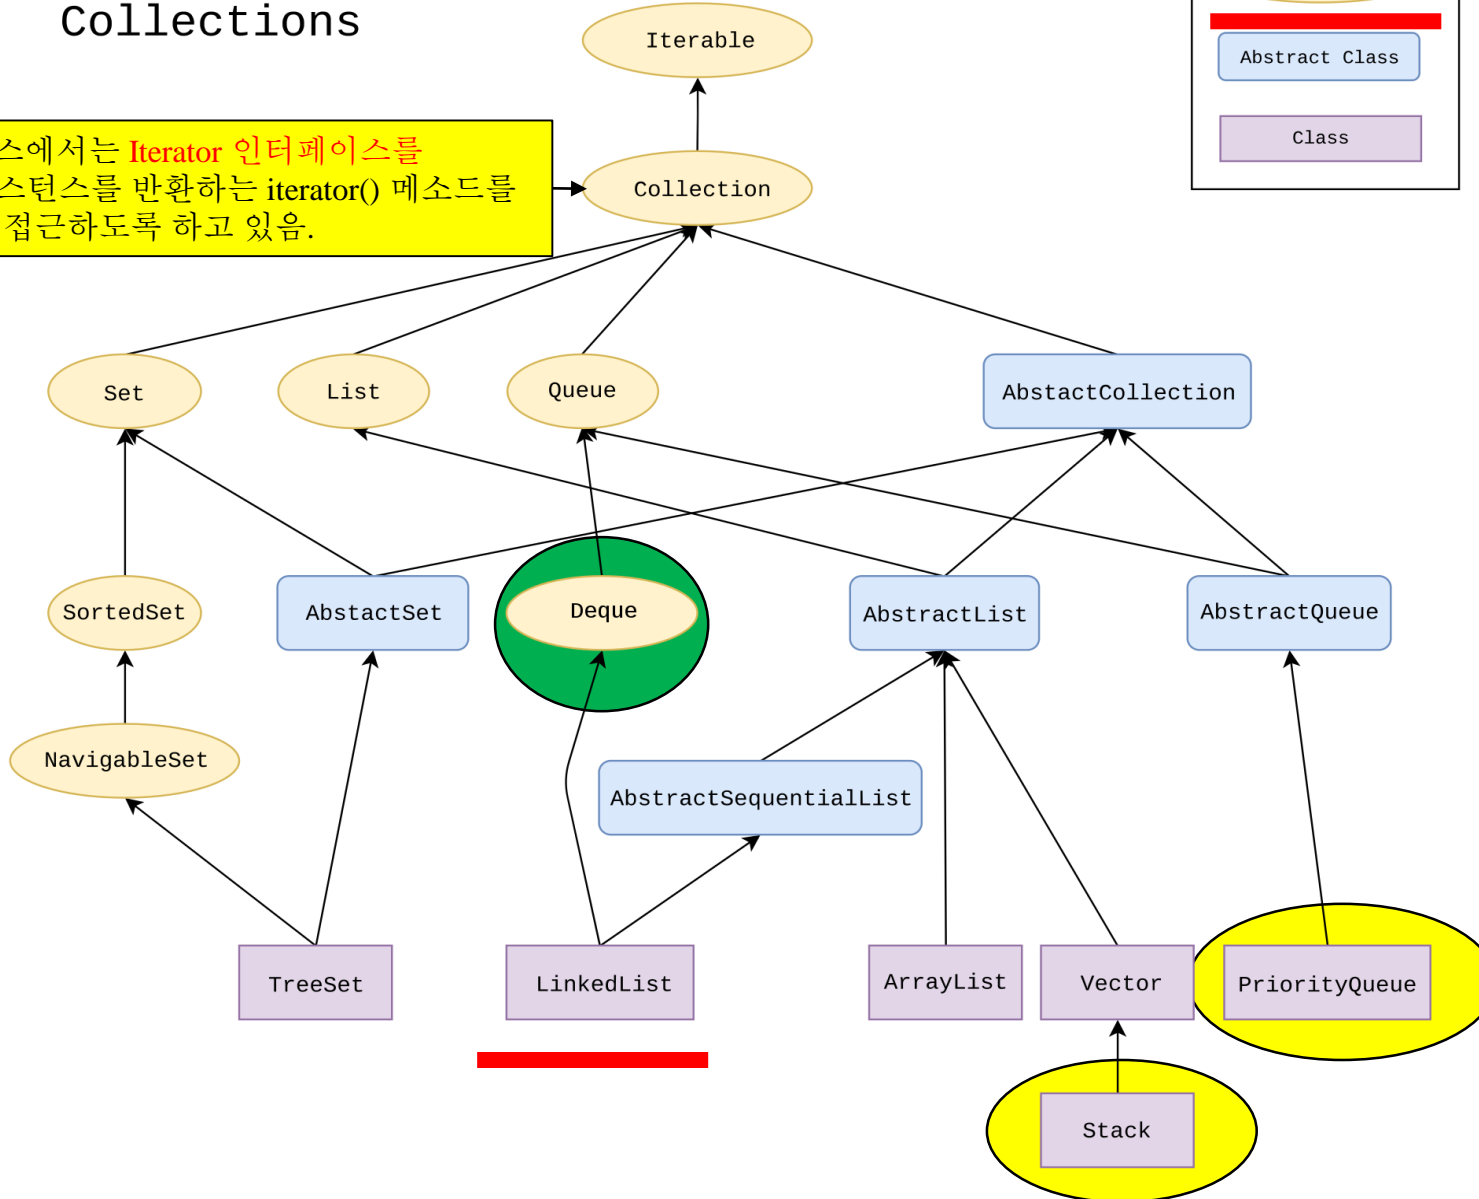 Collections
Iterable
Abstract Class
Class
스에서는 Iterator 인터페이스를
스턴스를 반환하는 iterator() 메소드를
접근하도록 하고 있음.
Collection
Set
List
Queue
AbstactCollection
SortedSet
AbstactSet
Deque
AbstractList
AbstractQueue
NavigableSet
AbstractSequentialList
TreeSet
LinkedList
ArrayList
Vector
PriorityQueue
Stack